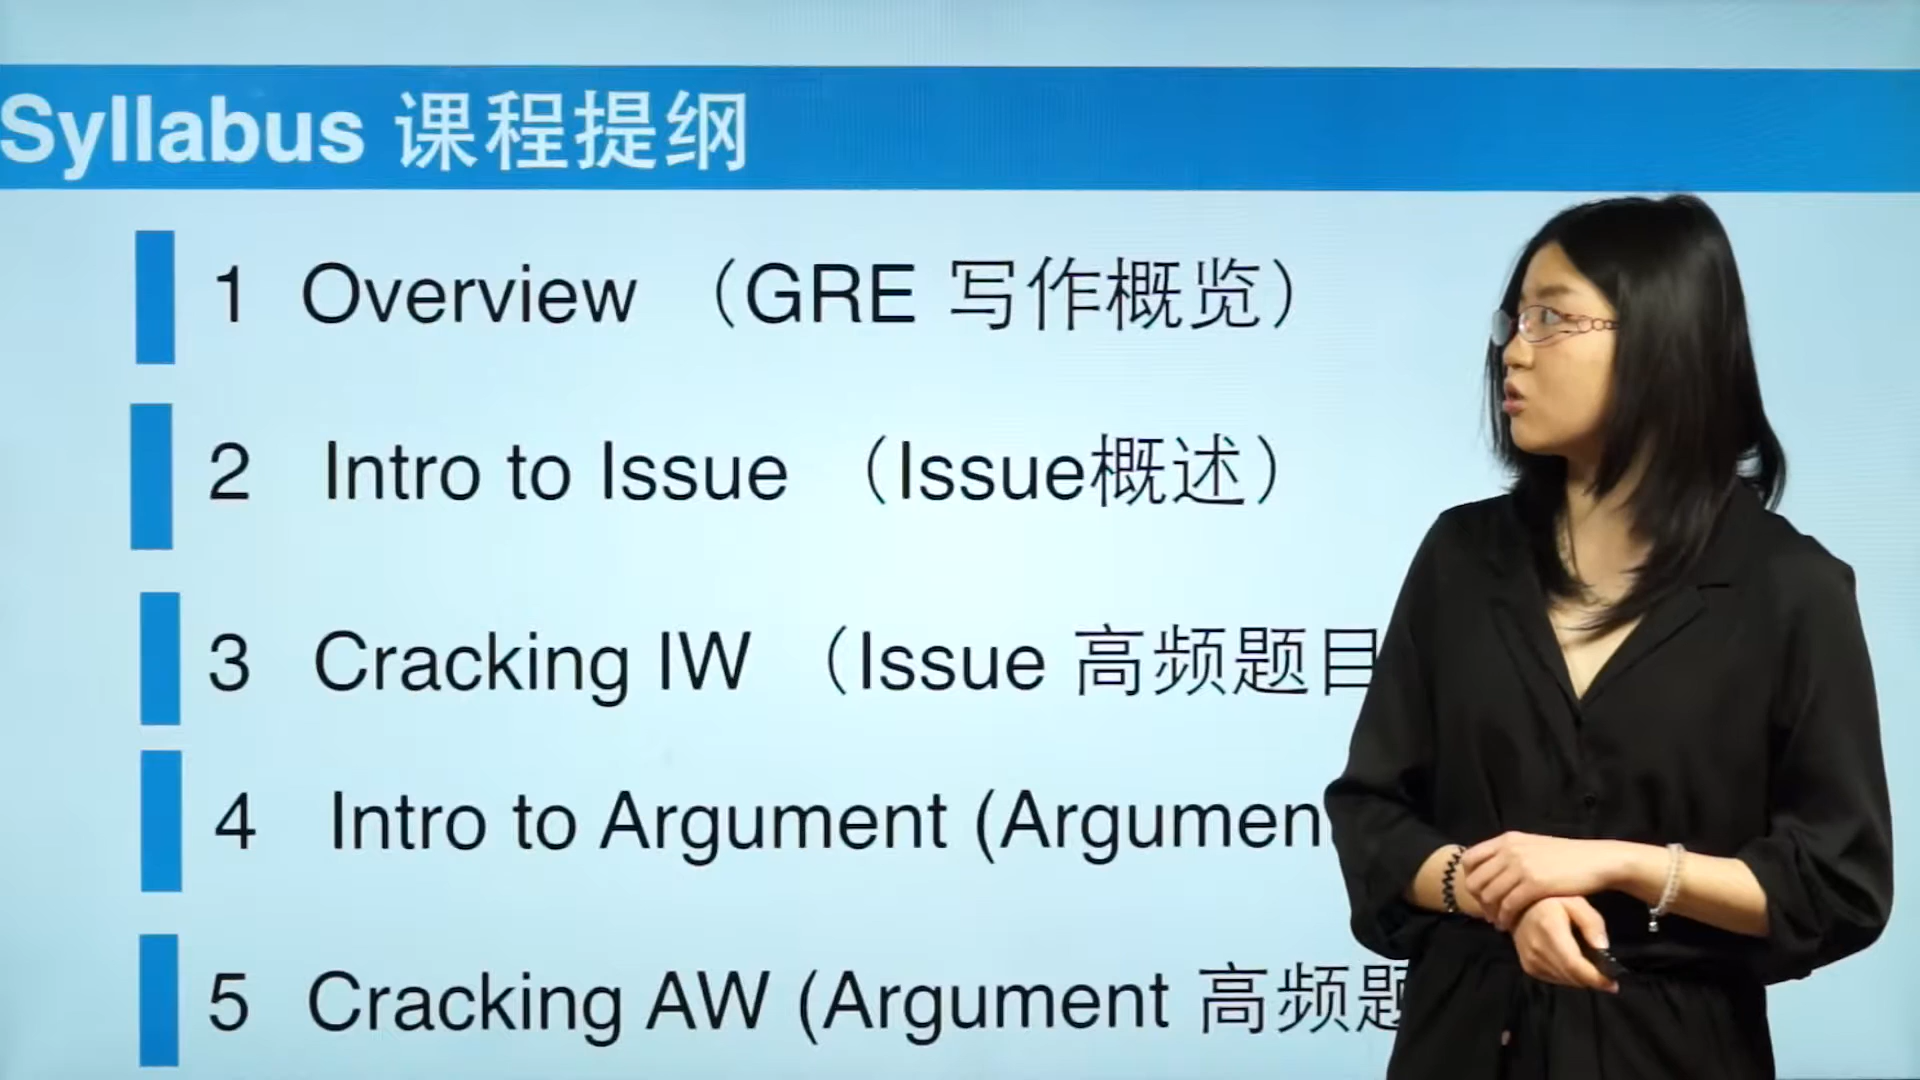 Syllabus 课程提纲
1 Overview （GRE 写作概览）
2 Intro to Issue （Issue概述）
3 Cracking IW （Issue 高频题目
4 Intro to Argument (Argumen
5 Cracking AW (Argument 高频题